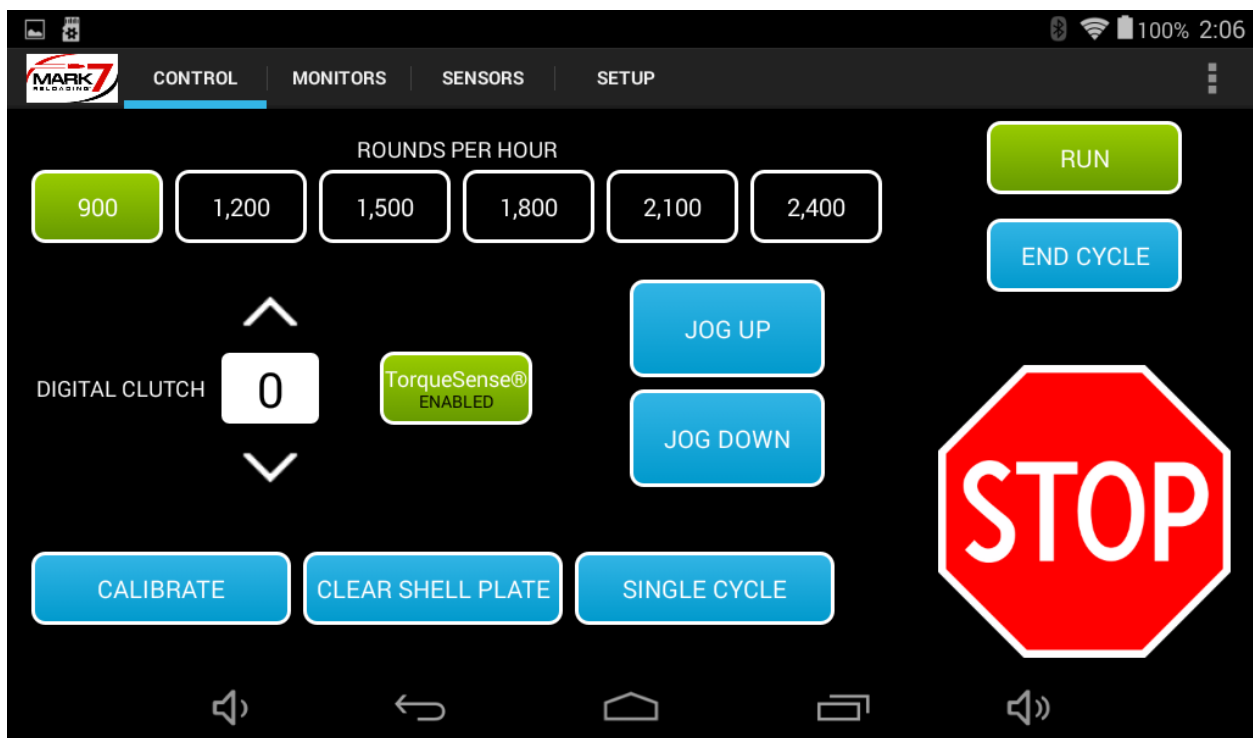 100% 2:06
MARK 7
RELOADING
CONTROL MONITORS SENSORS SETUP
ROUNDS PER HOUR
900 1,200 1,500 1,800 2,100 2,400
RUN
END CYCLE
DIGITAL CLUTCH 0
TorqueSense®
ENABLED
JOG UP
JOG DOWN
STOP
CALIBRATE CLEAR SHELL PLATE SINGLE CYCLE